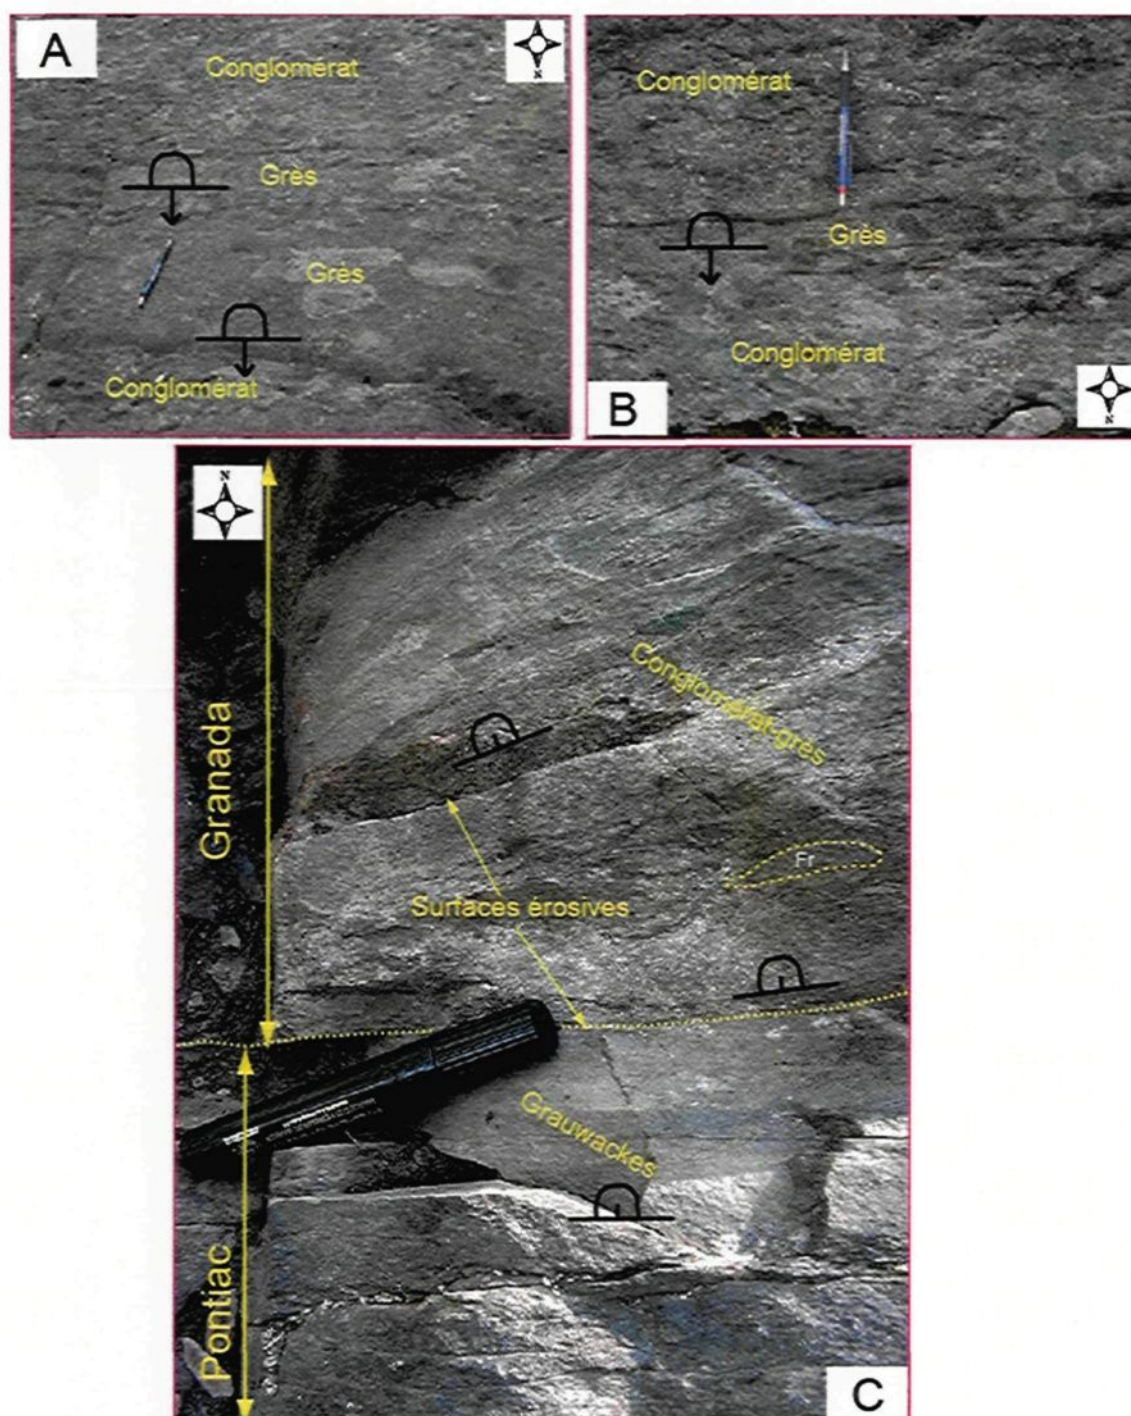 A
Conglomérat
N
Grès
Grès
Conglomérat
Conglomérat
Grès
Conglomérat
B
N
N
Granada
Conglomérat-grès
Fr
Surfaces érosives
Grauwackes
Pontiac
C